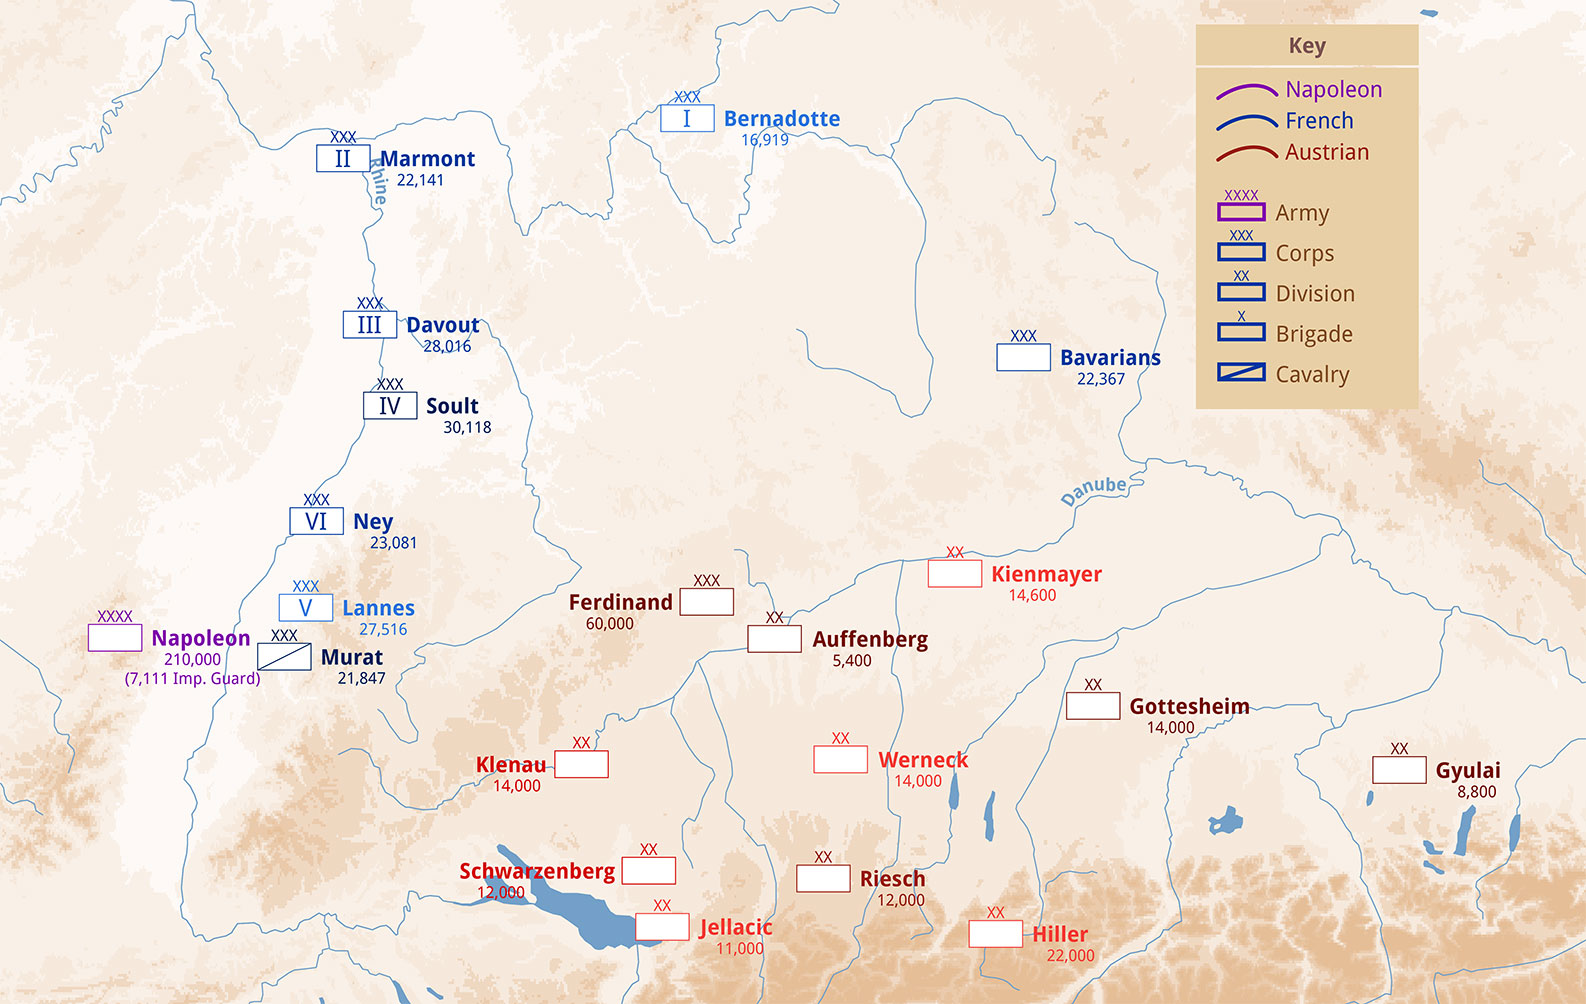 XXX
I
Bernadotte
16,919
XXX
II
Marmont
22,141
Rhine
XXX
III
Davout
28,016
XXX
IV
Soult
30,118
XXX
VI
Ney
23,081
XXX
V
Lannes
27,516
XXXX
Napoleon
210,000
(7,111 Imp. Guard)
XXX
Murat
21,847
XXX
Bavarians
22,367
Danube
XX
Kienmayer
14,600
XXX
Ferdinand
60,000
XX
Auffenberg
5,400
XX
Gottesheim
14,000
XX
Klenau
14,000
XX
Werneck
14,000
XX
Gyulai
8,800
XX
Schwarzenberg
12,000
XX
Riesch
12,000
XX
Jellacic
11,000
XX
Hiller
22,000
Key
Napoleon
French
Austrian
XXXX
Army
XXX
Corps
XX
Division
X
Brigade
Cavalry